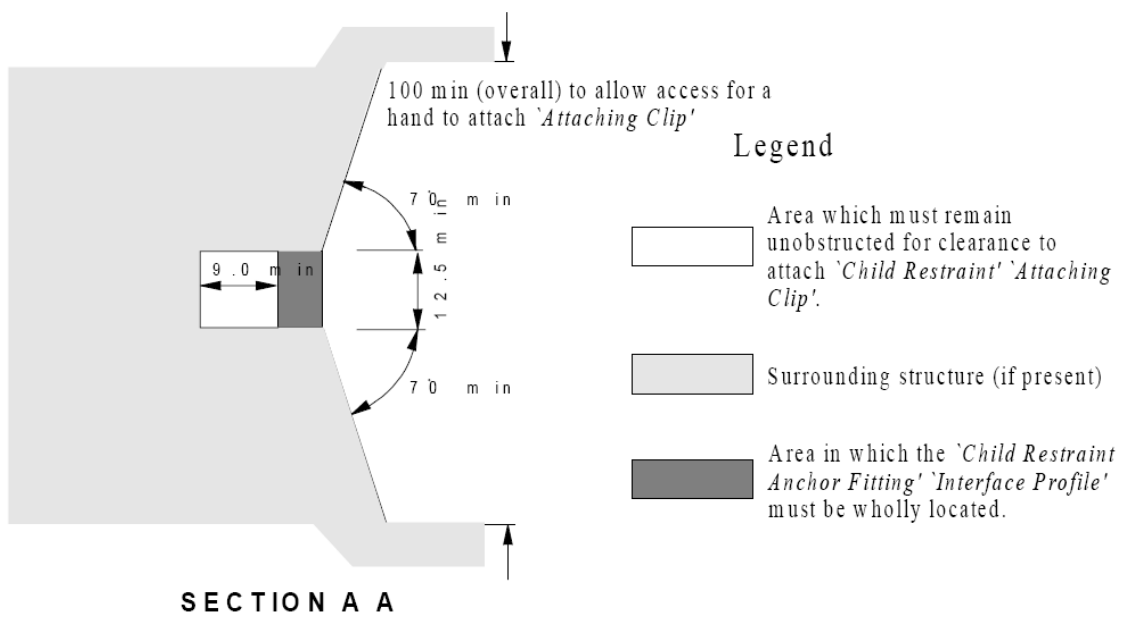 100 min (overall) to allow access for a
hand to attach `Attaching Clip'
Legend
70° min
12.5 min
9.0 min
70° min
Area which must remain
unobstructed for clearance to
attach `Child Restraint' `Attaching
Clip'.
Surrounding structure (if present)
Area in which the `Child Restraint
Anchor Fitting' `Interface Profile'
must be wholly located.
SECTION A A